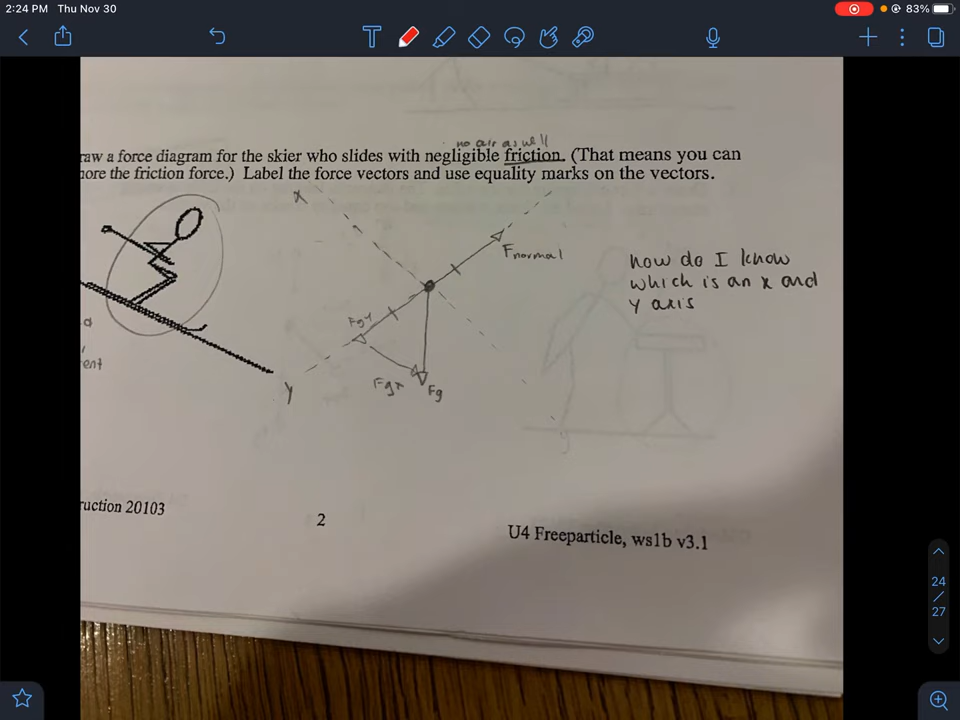 2:24 PM Thu Nov 30
83%
no air as well
raw a force diagram for the skier who slides with negligible friction. (That means you can
nore the friction force.) Label the force vectors and use equality marks on the vectors.
x
Fnormal
how do I know
which is an x and
y axis
Fgy
ent
Fgx
Fg
y
ruction 20103
2
U4 Freeparticle, ws1b v3.1
24
/
27